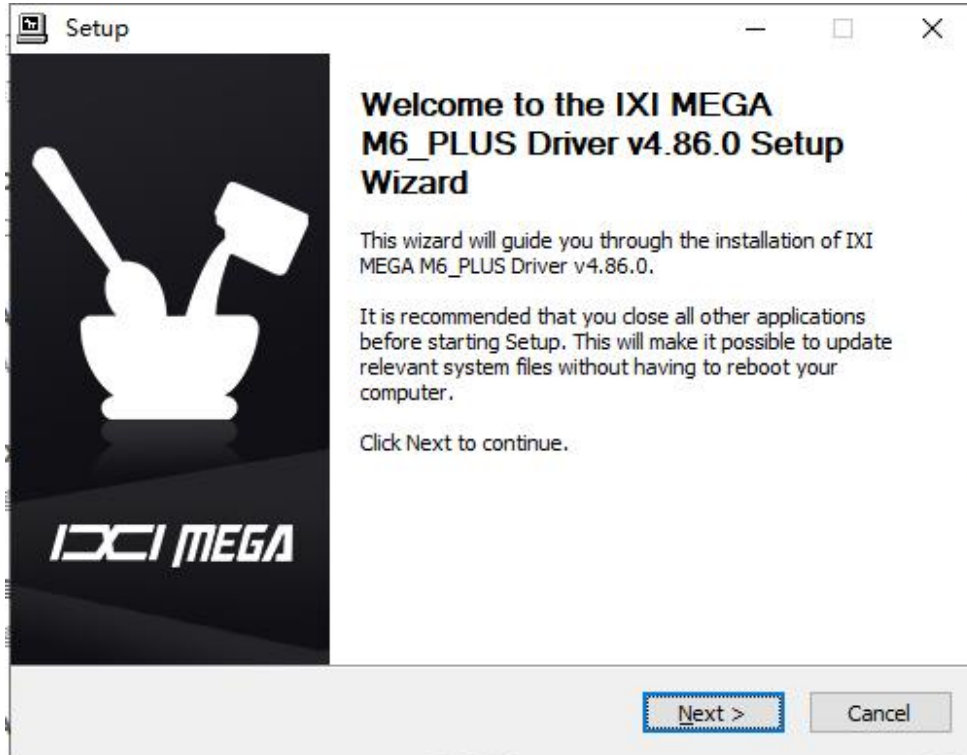 Setup
Welcome to the IXI MEGA
M6_PLUS Driver v4.86.0 Setup
Wizard
This wizard will guide you through the installation of IXI
MEGA M6_PLUS Driver v4.86.0.
It is recommended that you close all other applications
before starting Setup. This will make it possible to update
relevant system files without having to reboot your
computer.
Click Next to continue.
IXI MEGA
Next >
Cancel